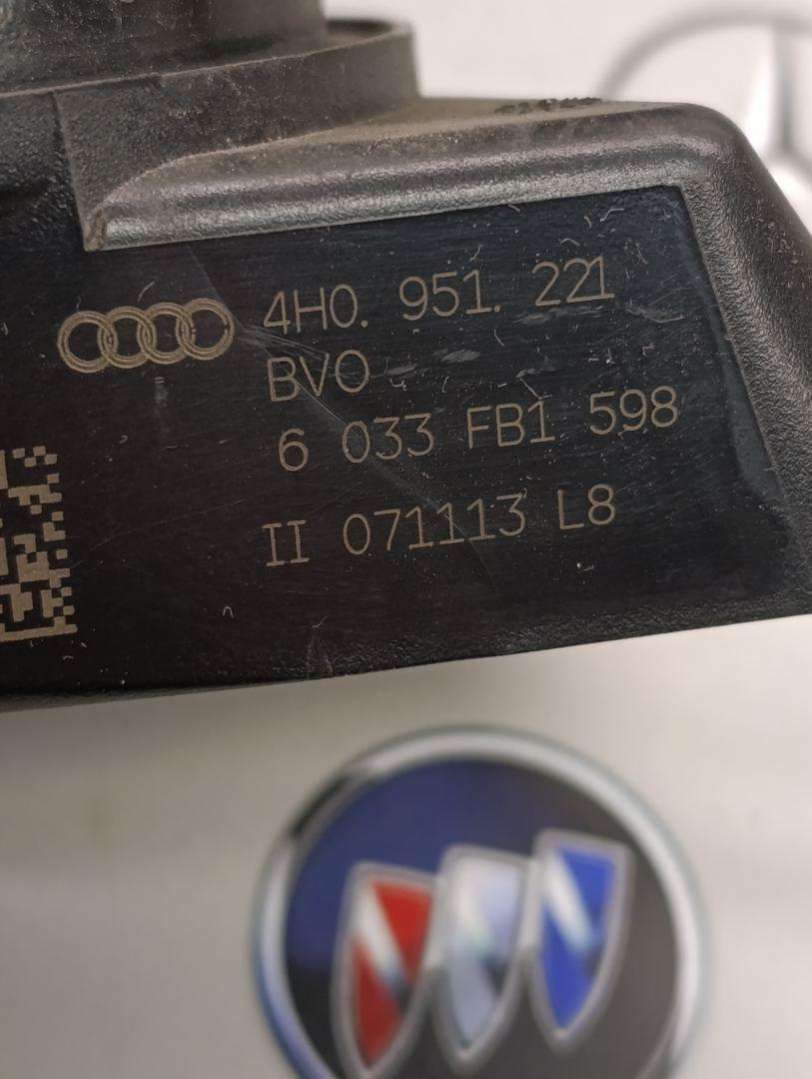 4H0. 951. 221
BVO
6 033 FB1 598
II 071113 L8